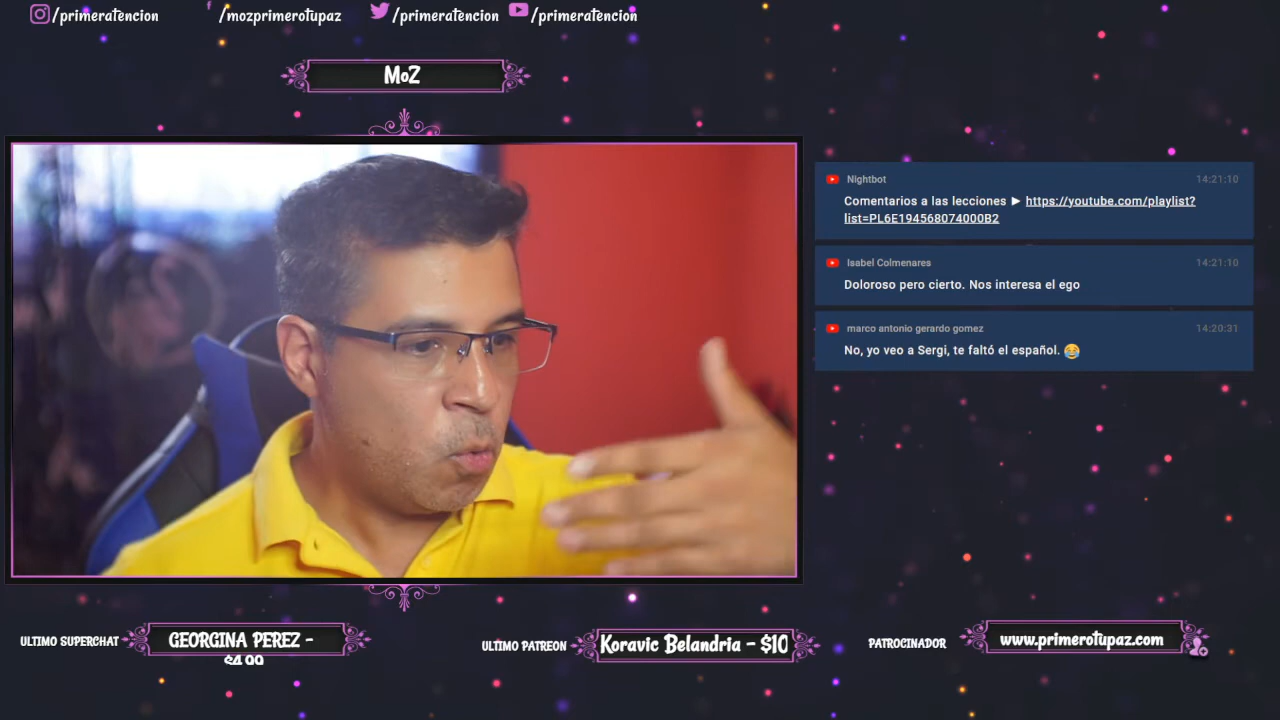 /primeratencion
/mozprimerotupaz
/primeratencion
/primeratencion
MoZ
Nightbot
14:21:10
Comentarios a las lecciones ► https://youtube.com/playlist?
list=PL6E194568074000B2
Isabel Colmenares
14:21:10
Doloroso pero cierto. Nos interesa el ego
marco antonio gerardo gomez
14:20:31
No, yo veo a Sergi, te faltó el español. 😂
ULTIMO SUPERCHAT
GEORGINA PEREZ -
$4.99
ULTIMO PATREON
Koravic Belandria - $10
PATROCINADOR
www.primerotupaz.com